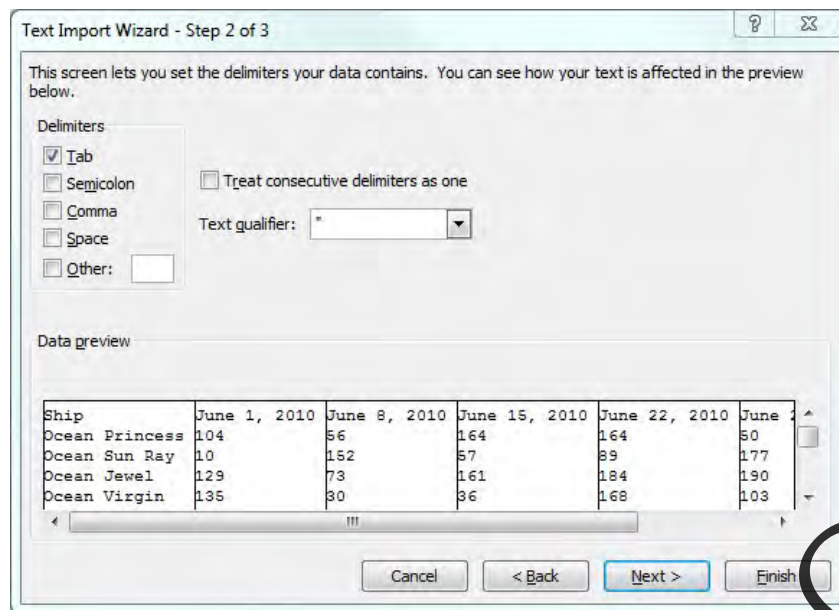 Text Import Wizard - Step 2 of 3
This screen lets you set the delimiters your data contains. You can see how your text is affected in the preview
below.
Delimiters
Tab
Semicolon
Comma
Space
Other:
Treat consecutive delimiters as one
Text qualifier: "
Data preview
Ship June 1, 2010 June 8, 2010 June 15, 2010 June 22, 2010 June
Ocean Princess 104 56 164 164 50
Ocean Sun Ray 10 152 57 89 177
Ocean Jewel 129 73 161 184 190
Ocean Virgin 135 30 36 168 103
Cancel < Back Next > Finish